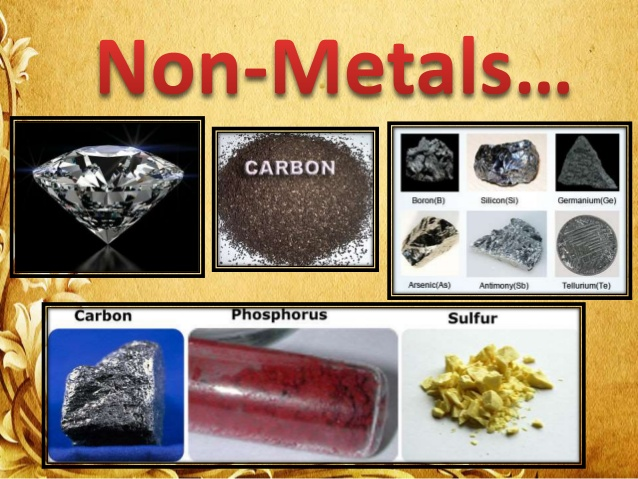 Non-Metals...
CARBON
Boron(B) Silicon(Si) Germanium(Ge)
Arsenic(As) Antimony(Sb) Tellurium(Te)
Carbon Phosphorus Sulfur